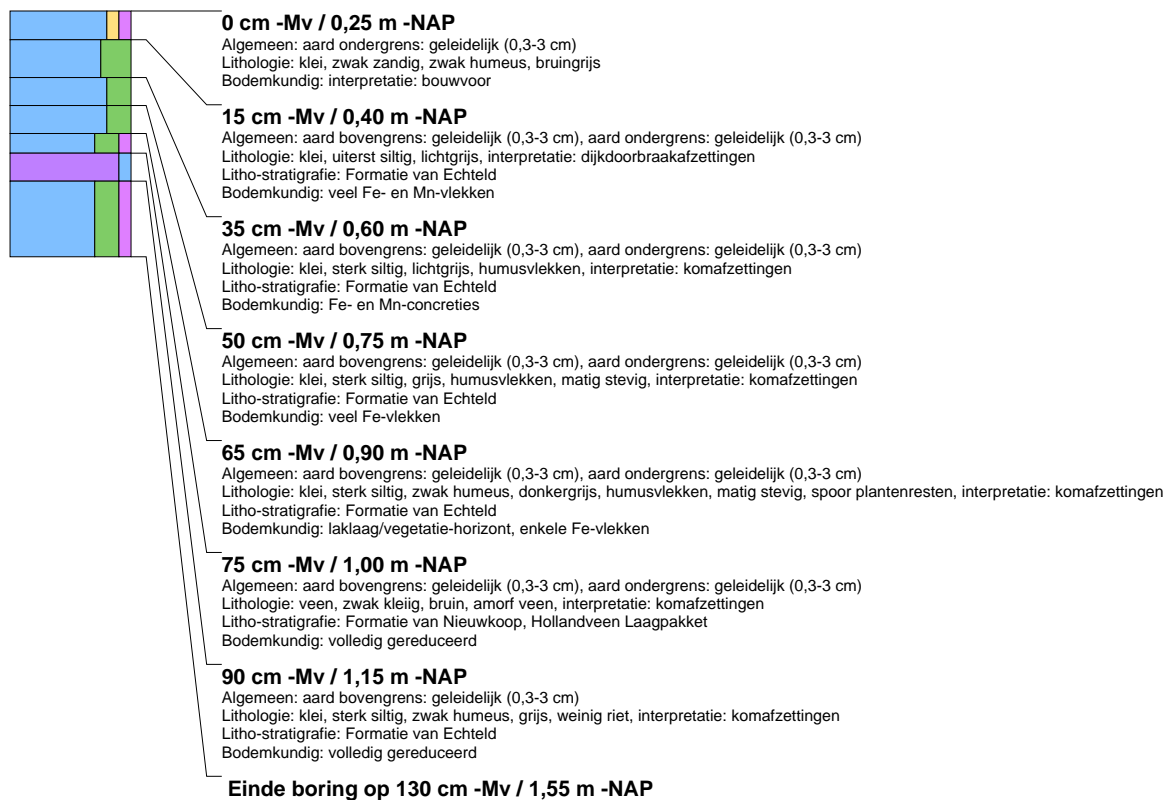 0 cm -Mv / 0,25 m -NAP
Algemeen: aard ondergrens: geleidelijk (0,3-3 cm)
Lithologie: klei, zwak zandig, zwak humeus, bruingrijs
Bodemkundig: interpretatie: bouwvoor
15 cm -Mv / 0,40 m -NAP
Algemeen: aard bovengrens: geleidelijk (0,3-3 cm), aard ondergrens: geleidelijk (0,3-3 cm)
Lithologie: klei, uiterst siltig, lichtgrijs, interpretatie: dijkdoorbraakafzettingen
Litho-stratigrafie: Formatie van Echteld
Bodemkundig: veel Fe- en Mn-vlekken
35 cm -Mv / 0,60 m -NAP
Algemeen: aard bovengrens: geleidelijk (0,3-3 cm), aard ondergrens: geleidelijk (0,3-3 cm)
Lithologie: klei, sterk siltig, lichtgrijs, humusvlekken, interpretatie: komafzettingen
Litho-stratigrafie: Formatie van Echteld
Bodemkundig: Fe- en Mn-concreties
50 cm -Mv / 0,75 m -NAP
Algemeen: aard bovengrens: geleidelijk (0,3-3 cm), aard ondergrens: geleidelijk (0,3-3 cm)
Lithologie: klei, sterk siltig, grijs, humusvlekken, matig stevig, interpretatie: komafzettingen
Litho-stratigrafie: Formatie van Echteld
Bodemkundig: veel Fe-vlekken
65 cm -Mv / 0,90 m -NAP
Algemeen: aard bovengrens: geleidelijk (0,3-3 cm), aard ondergrens: geleidelijk (0,3-3 cm)
Lithologie: klei, sterk siltig, zwak humeus, donkergrijs, humusvlekken, matig stevig, spoor plantenresten, interpretatie: komafzettingen
Litho-stratigrafie: Formatie van Echteld
Bodemkundig: laklaag/vegetatie-horizont, enkele Fe-vlekken
75 cm -Mv / 1,00 m -NAP
Algemeen: aard bovengrens: geleidelijk (0,3-3 cm), aard ondergrens: geleidelijk (0,3-3 cm)
Lithologie: veen, zwak kleiig, bruin, amorf veen, interpretatie: komafzettingen
Litho-stratigrafie: Formatie van Nieuwkoop, Hollandveen Laagpakket
Bodemkundig: volledig gereduceerd
90 cm -Mv / 1,15 m -NAP
Algemeen: aard bovengrens: geleidelijk (0,3-3 cm)
Lithologie: klei, sterk siltig, zwak humeus, grijs, weinig riet, interpretatie: komafzettingen
Litho-stratigrafie: Formatie van Echteld
Bodemkundig: volledig gereduceerd
Einde boring op 130 cm -Mv / 1,55 m -NAP